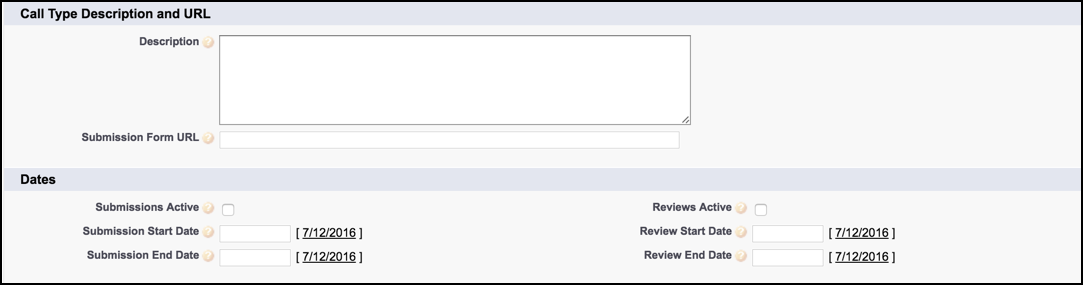 Call Type Description and URL
Description ?
Submission Form URL ?
Dates
Submissions Active ? Reviews Active ?
Submission Start Date ? [ 7/12/2016 ] Review Start Date ? [ 7/12/2016 ]
Submission End Date ? [ 7/12/2016 ] Review End Date ? [ 7/12/2016 ]